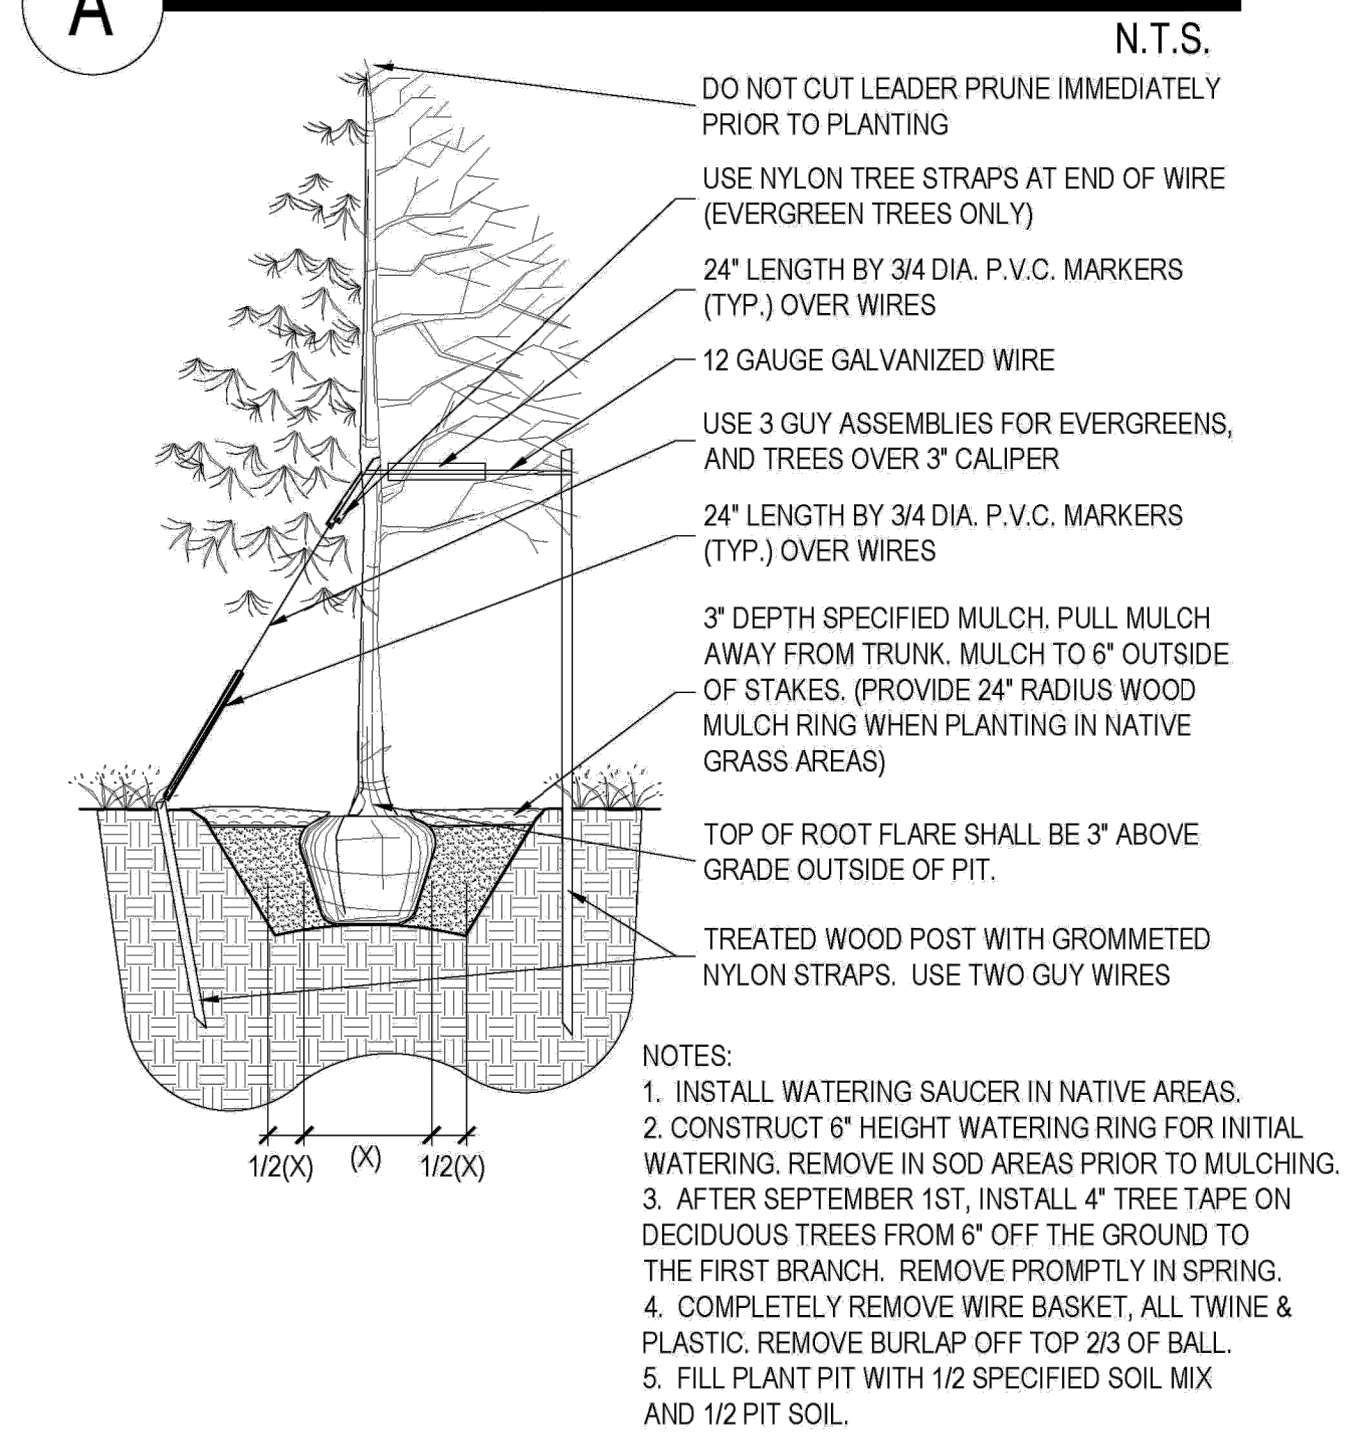 A
N.T.S.
DO NOT CUT LEADER PRUNE IMMEDIATELY
PRIOR TO PLANTING
USE NYLON TREE STRAPS AT END OF WIRE
(EVERGREEN TREES ONLY)
24" LENGTH BY 3/4 DIA. P.V.C. MARKERS
(TYP.) OVER WIRES
12 GAUGE GALVANIZED WIRE
USE 3 GUY ASSEMBLIES FOR EVERGREENS,
AND TREES OVER 3" CALIPER
24" LENGTH BY 3/4 DIA. P.V.C. MARKERS
(TYP.) OVER WIRES
3" DEPTH SPECIFIED MULCH. PULL MULCH
AWAY FROM TRUNK. MULCH TO 6" OUTSIDE
OF STAKES. (PROVIDE 24" RADIUS WOOD
MULCH RING WHEN PLANTING IN NATIVE
GRASS AREAS)
TOP OF ROOT FLARE SHALL BE 3" ABOVE
GRADE OUTSIDE OF PIT.
TREATED WOOD POST WITH GROMMETED
NYLON STRAPS. USE TWO GUY WIRES
1/2(X) (X) 1/2(X)
NOTES:
1. INSTALL WATERING SAUCER IN NATIVE AREAS.
2. CONSTRUCT 6" HEIGHT WATERING RING FOR INITIAL
WATERING. REMOVE IN SOD AREAS PRIOR TO MULCHING.
3. AFTER SEPTEMBER 1ST, INSTALL 4" TREE TAPE ON
DECIDUOUS TREES FROM 6" OFF THE GROUND TO
THE FIRST BRANCH. REMOVE PROMPTLY IN SPRING.
4. COMPLETELY REMOVE WIRE BASKET, ALL TWINE &
PLASTIC. REMOVE BURLAP OFF TOP 2/3 OF BALL.
5. FILL PLANT PIT WITH 1/2 SPECIFIED SOIL MIX
AND 1/2 PIT SOIL.